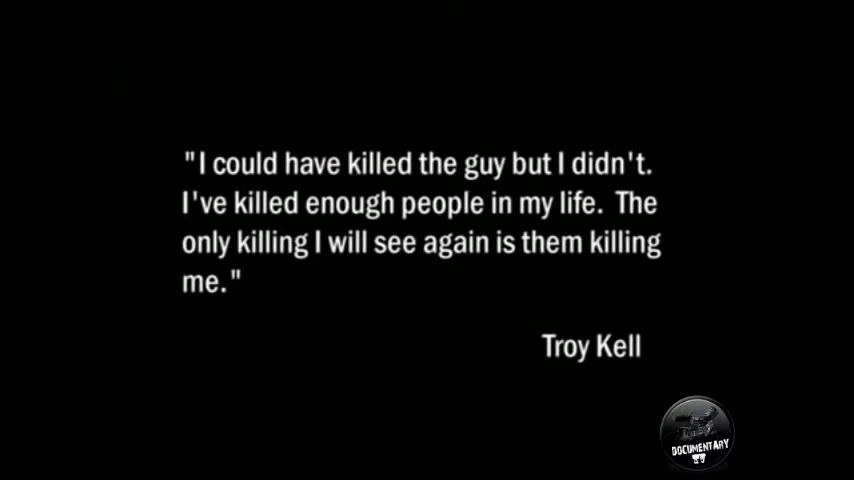 "I could have killed the guy but I didn't.
I've killed enough people in my life.  The
only killing I will see again is them killing
me."
Troy Kell
DOCUMENTARY
TV